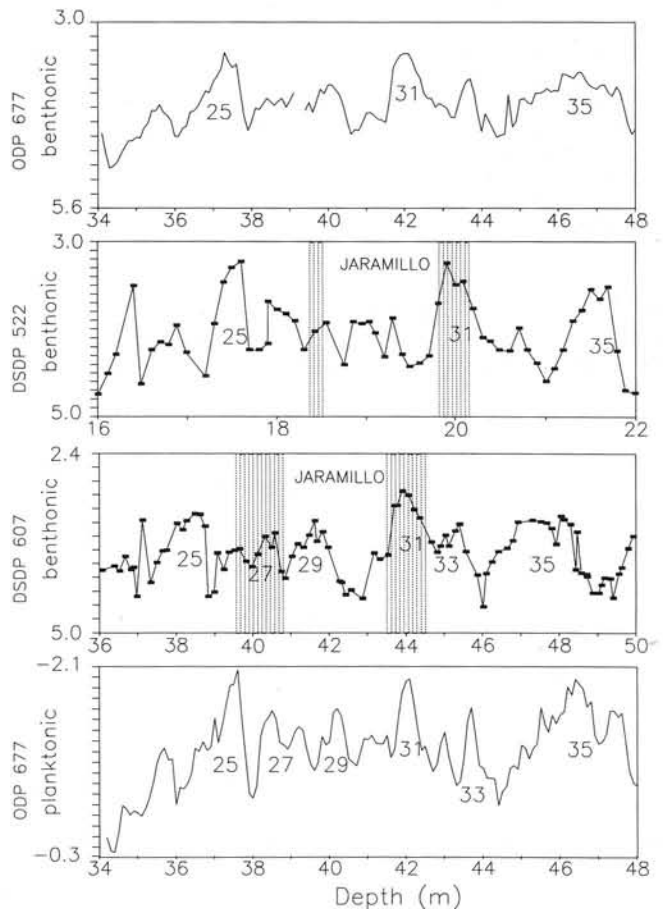 3.0
ODP 677
benthonic
25
31
35
5.6
34 36 38 40 42 44 46 48
3.0
JARAMILLO
DSDP 522
benthonic
25
31
35
5.0
16 18 20 22
2.4
JARAMILLO
DSDP 607
benthonic
25
27
29
31
33
35
5.0
36 38 40 42 44 46 48 50
-2.1
ODP 677
planktonic
25
27
29
31
33
35
-0.3
34 36 38 40 42 44 46 48
Depth (m)